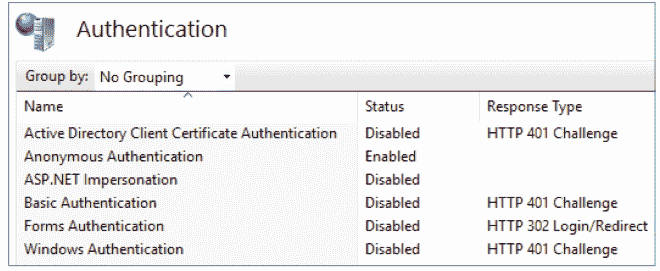 Authentication
Group by: No Grouping
Name Status Response Type
Active Directory Client Certificate Authentication Disabled HTTP 401 Challenge
Anonymous Authentication Enabled
ASP.NET Impersonation Disabled
Basic Authentication Disabled HTTP 401 Challenge
Forms Authentication Disabled HTTP 302 Login/Redirect
Windows Authentication Disabled HTTP 401 Challenge